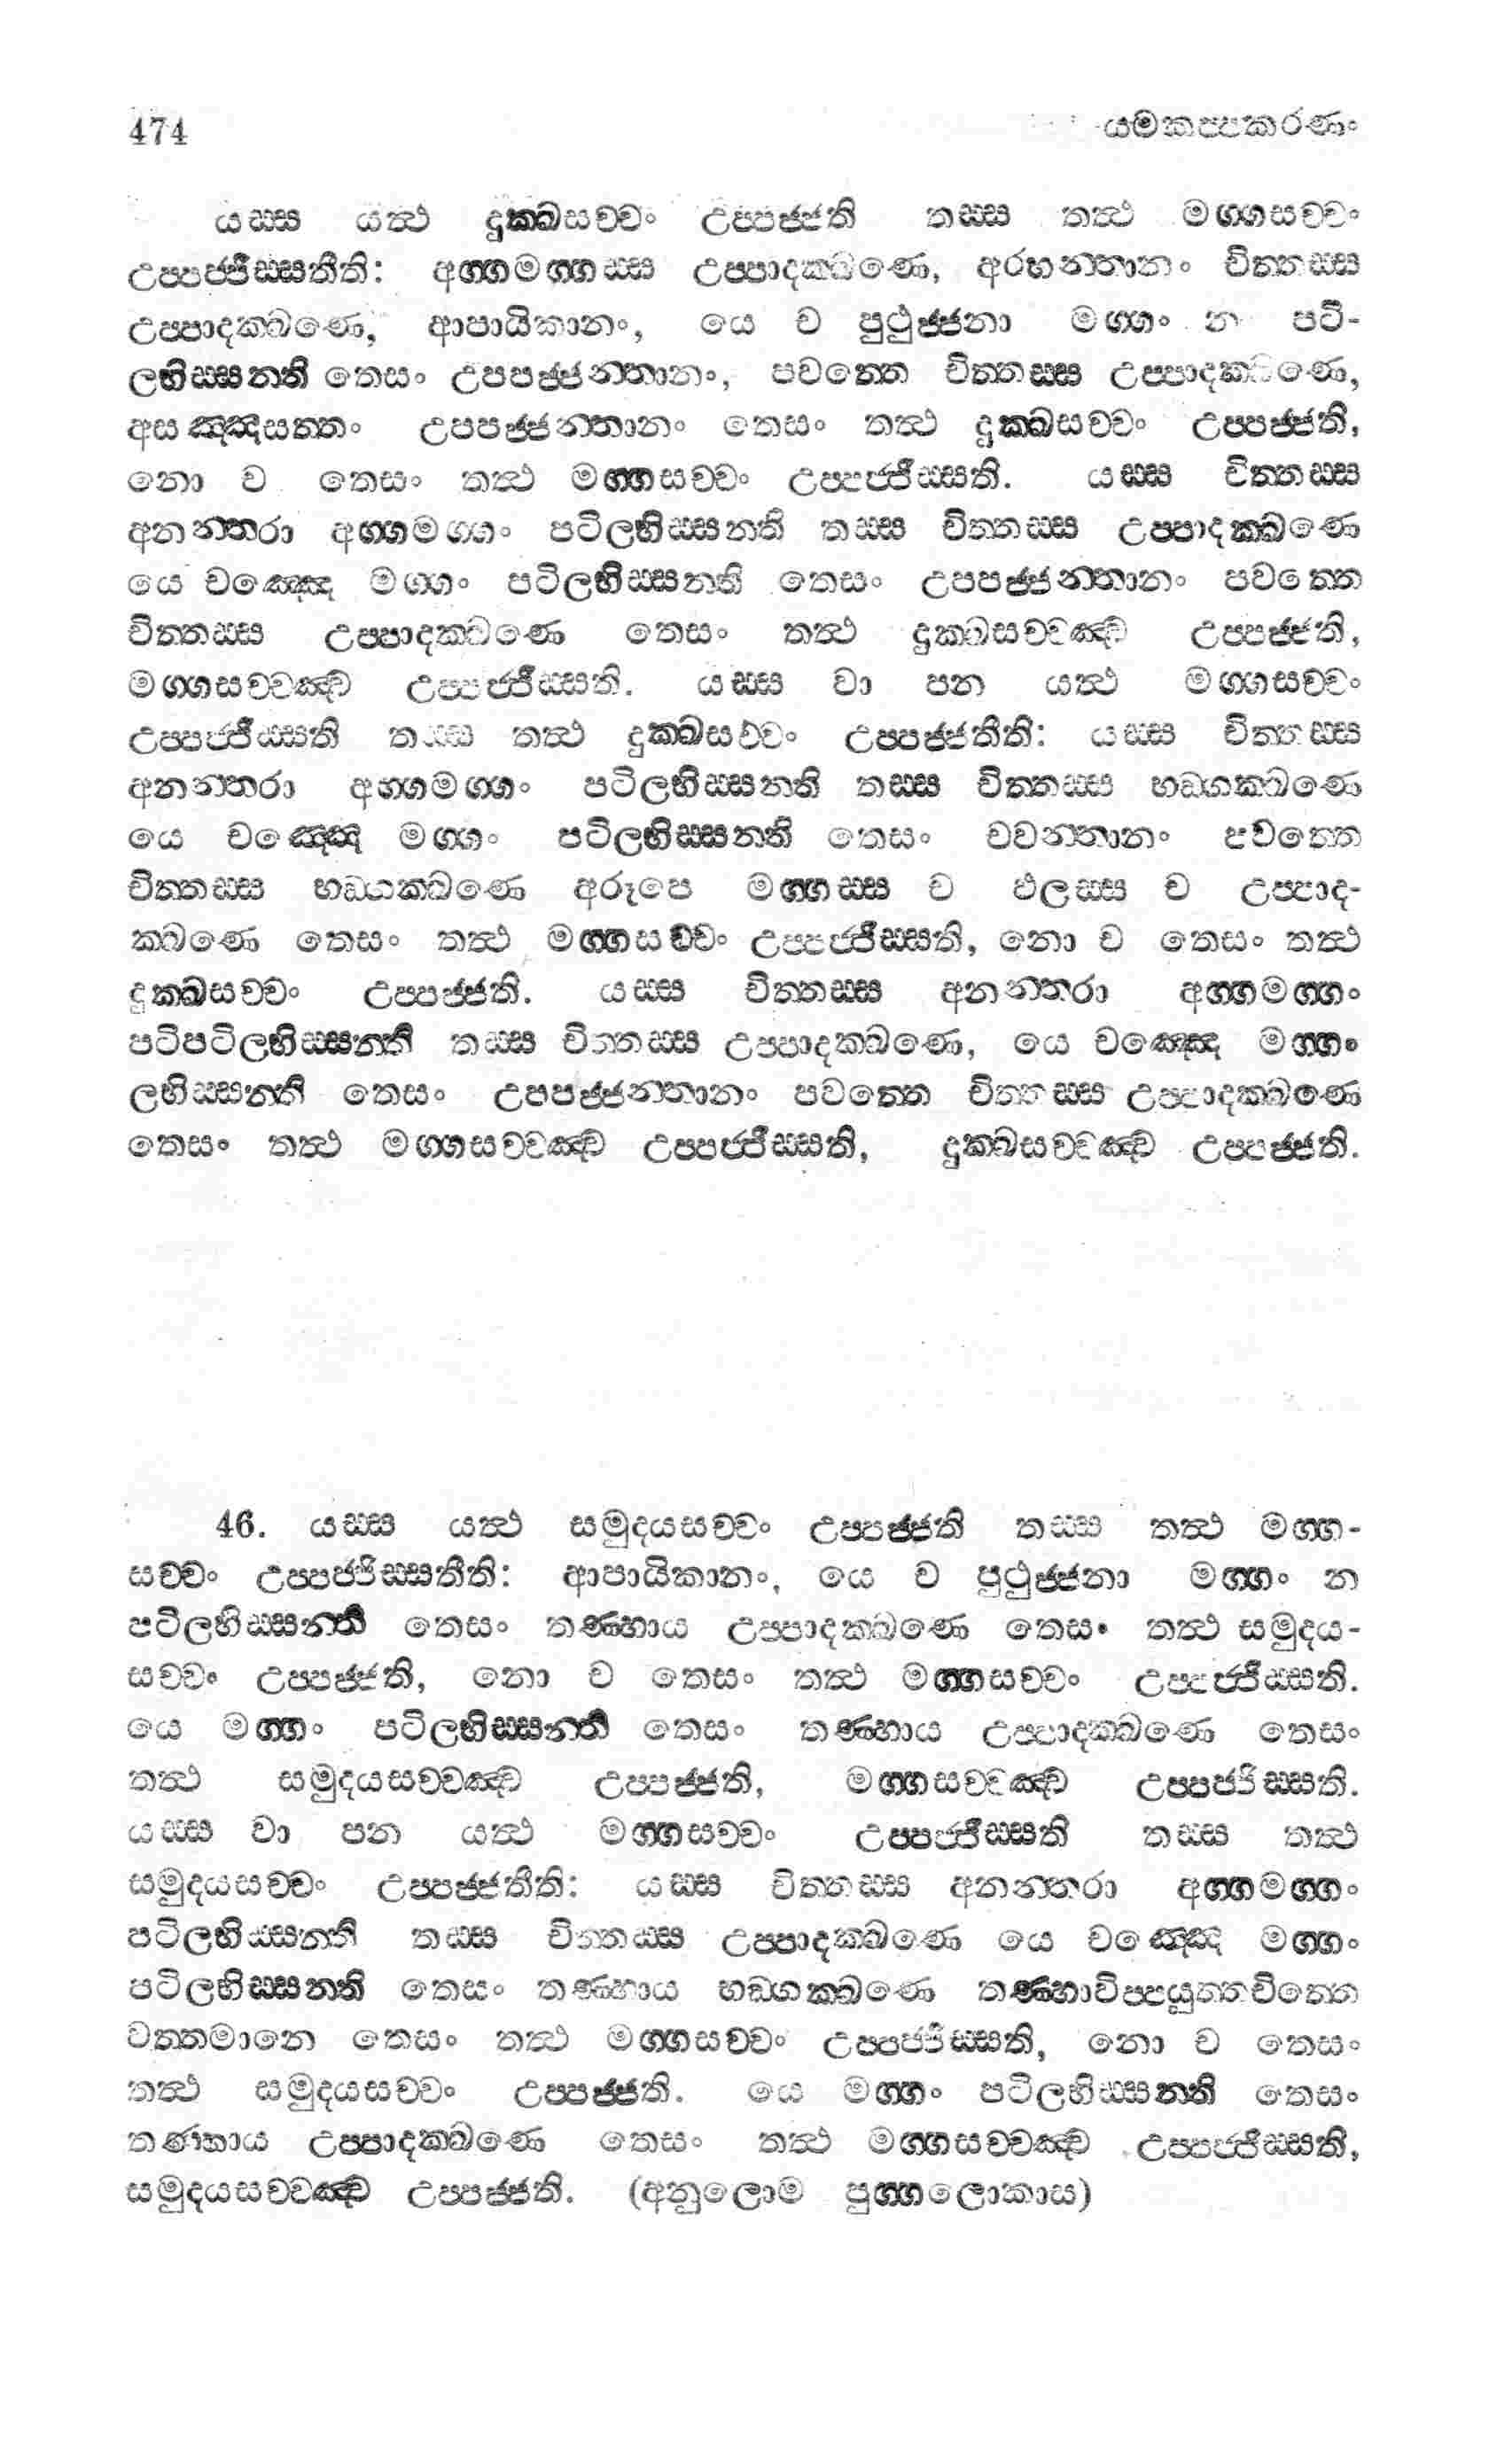 474 යමකප්පකරණං
යස්ස යත්ථ දුක්ඛසච්චං උප්පජ්ජති තස්ස තත්ථ මග්ගසච්චං
උප්පජ්ජිස්සතීති: අග්ගමග්ගස්ස උප්පාදක්ඛණෙ, අරහන්තානං චිත්තස්ස
උප්පාදක්ඛණෙ, ආපායිකානං, යෙ ච පුථුජ්ජනා මග්ගං න පටි-
ලභිස්සන්ති තෙසං උපපජ්ජන්තානං, පවත්තෙ චිත්තස්ස උප්පාදක්ඛණෙ,
අසඤ්ඤසත්තං උපපජ්ජන්තානං තෙසං තත්ථ දුක්ඛසච්චං උප්පජ්ජති,
නො ච තෙසං තත්ථ මග්ගසච්චං උප්පජ්ජිස්සති. යස්ස චිත්තස්ස
අනන්තරා අග්ගමග්ගං පටිලභිස්සන්ති තස්ස චිත්තස්ස උප්පාදක්ඛණෙ
යෙ චඤ්ඤෙ මග්ගං පටිලභිස්සන්ති තෙසං උපපජ්ජන්තානං පවත්තෙ
චිත්තස්ස උප්පාදක්ඛණෙ තෙසං තත්ථ දුක්ඛසච්චඤ්ච උප්පජ්ජති,
මග්ගසච්චඤ්ච උප්පජ්ජිස්සති. යස්ස වා පන යත්ථ මග්ගසච්චං
උප්පජ්ජිස්සති තස්ස තත්ථ දුක්ඛසච්චං උප්පජ්ජතීති: යස්ස චිත්තස්ස
අනන්තරා අග්ගමග්ගං පටිලභිස්සන්ති තස්ස චිත්තස්ස භඞ්ගක්ඛණෙ
යෙ චඤ්ඤෙ මග්ගං පටිලභිස්සන්ති තෙසං චවන්තානං පවත්තෙ
චිත්තස්ස භඞ්ගක්ඛණෙ අරූපෙ මග්ගස්ස ච ඵලස්ස ච උප්පාද-
ක්ඛණෙ තෙසං තත්ථ මග්ගසච්චං උප්පජ්ජිස්සති, නො ච තෙසං තත්ථ
දුක්ඛසච්චං උප්පජ්ජති. යස්ස චිත්තස්ස අනන්තරා අග්ගමග්ගං
පටිපටිලභිස්සන්ති තස්ස චිත්තස්ස උප්පාදක්ඛණෙ, යෙ චඤ්ඤෙ මග්ගං
ලභිස්සන්ති තෙසං උපපජ්ජන්තානං පවත්තෙ චිත්තස්ස උප්පාදක්ඛණෙ
තෙසං තත්ථ මග්ගසච්චඤ්ච උප්පජ්ජිස්සති, දුක්ඛසච්චඤ්ච උප්පජ්ජති.
46. යස්ස යත්ථ සමුදයසච්චං උප්පජ්ජති තස්ස තත්ථ මග්ග-
සච්චං උප්පජ්ජිස්සතීති: ආපායිකානං, යෙ ච පුථුජ්ජනා මග්ගං න
පටිලභිස්සන්ති තෙසං තණ්හාය උප්පාදක්ඛණෙ තෙසං තත්ථ සමුදය-
සච්චං උප්පජ්ජති, නො ච තෙසං තත්ථ මග්ගසච්චං උප්පජ්ජිස්සති.
යෙ මග්ගං පටිලභිස්සන්ති තෙසං තණ්හාය උප්පාදක්ඛණෙ තෙසං
තත්ථ සමුදයසච්චඤ්ච උප්පජ්ජති, මග්ගසච්චඤ්ච උප්පජ්ජිස්සති.
යස්ස වා පන යත්ථ මග්ගසච්චං උප්පජ්ජිස්සති තස්ස තත්ථ
සමුදයසච්චං උප්පජ්ජතීති: යස්ස චිත්තස්ස අනන්තරා අග්ගමග්ගං
පටිලභිස්සන්ති තස්ස චිත්තස්ස උප්පාදක්ඛණෙ යෙ චඤ්ඤෙ මග්ගං
පටිලභිස්සන්ති තෙසං තණ්හාය භඞ්ගක්ඛණෙ තණ්හාවිප්පයුත්තචිත්තෙ
වත්තමානෙ තෙසං තත්ථ මග්ගසච්චං උප්පජ්ජිස්සති, නො ච තෙසං
තත්ථ සමුදයසච්චං උප්පජ්ජති. යෙ මග්ගං පටිලභිස්සන්ති තෙසං
තණ්හාය උප්පාදක්ඛණෙ තෙසං තත්ථ මග්ගසච්චඤ්ච උප්පජ්ජිස්සති,
සමුදයසච්චඤ්ච උප්පජ්ජති. (අනුලොම පුග්ගලොකාස)